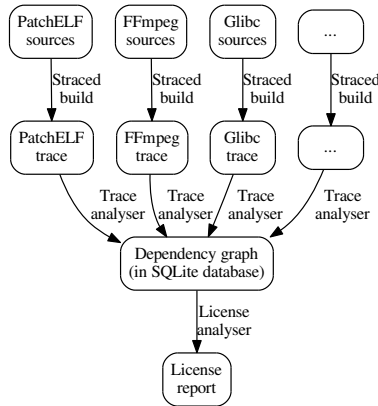 PatchELF
sources
FFmpeg
sources
Glibc
sources
...
Straced
build
Straced
build
Straced
build
Straced
build
PatchELF
trace
FFmpeg
trace
Glibc
trace
...
Trace
analyser
Trace
analyser
Trace
analyser
Trace
analyser
Dependency graph
(in SQLite database)
License
analyser
License
report